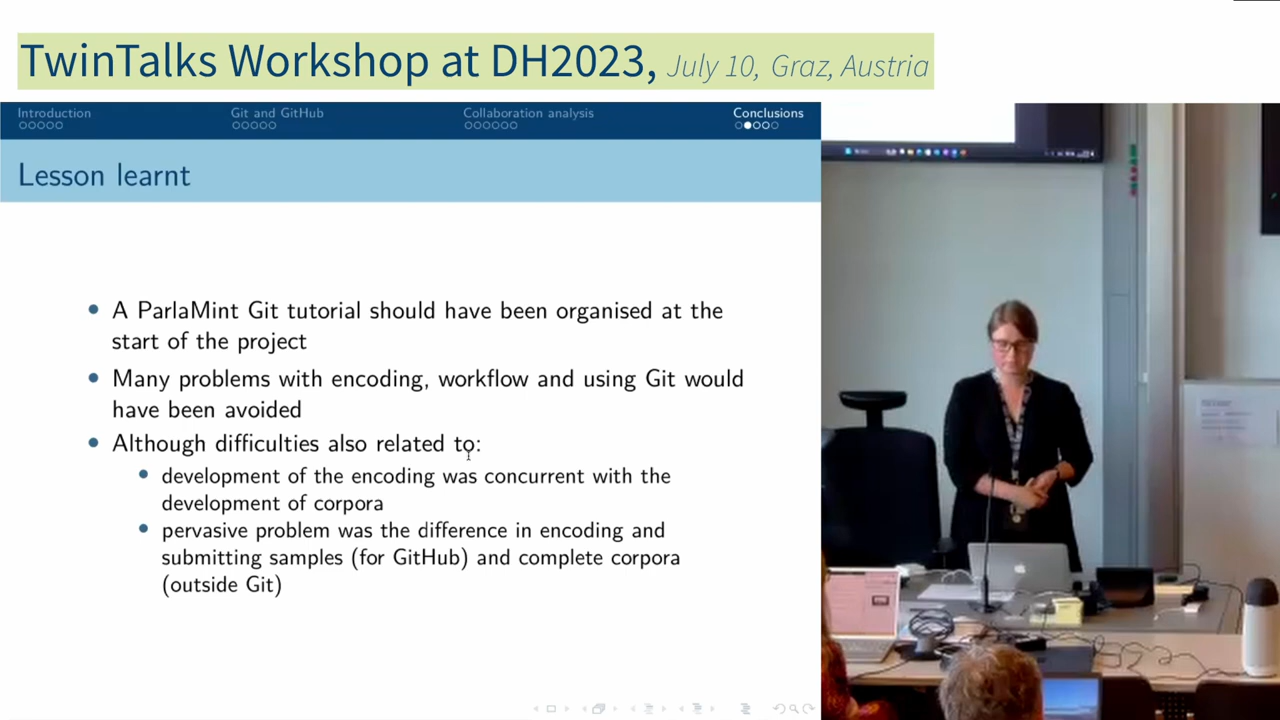 TwinTalks Workshop at DH2023, July 10, Graz, Austria
Introduction Git and GitHub Collaboration analysis Conclusions
Lesson learnt
A ParlaMint Git tutorial should have been organised at the
start of the project
Many problems with encoding, workflow and using Git would
have been avoided
Although difficulties also related to:
development of the encoding was concurrent with the
development of corpora
pervasive problem was the difference in encoding and
submitting samples (for GitHub) and complete corpora
(outside Git)